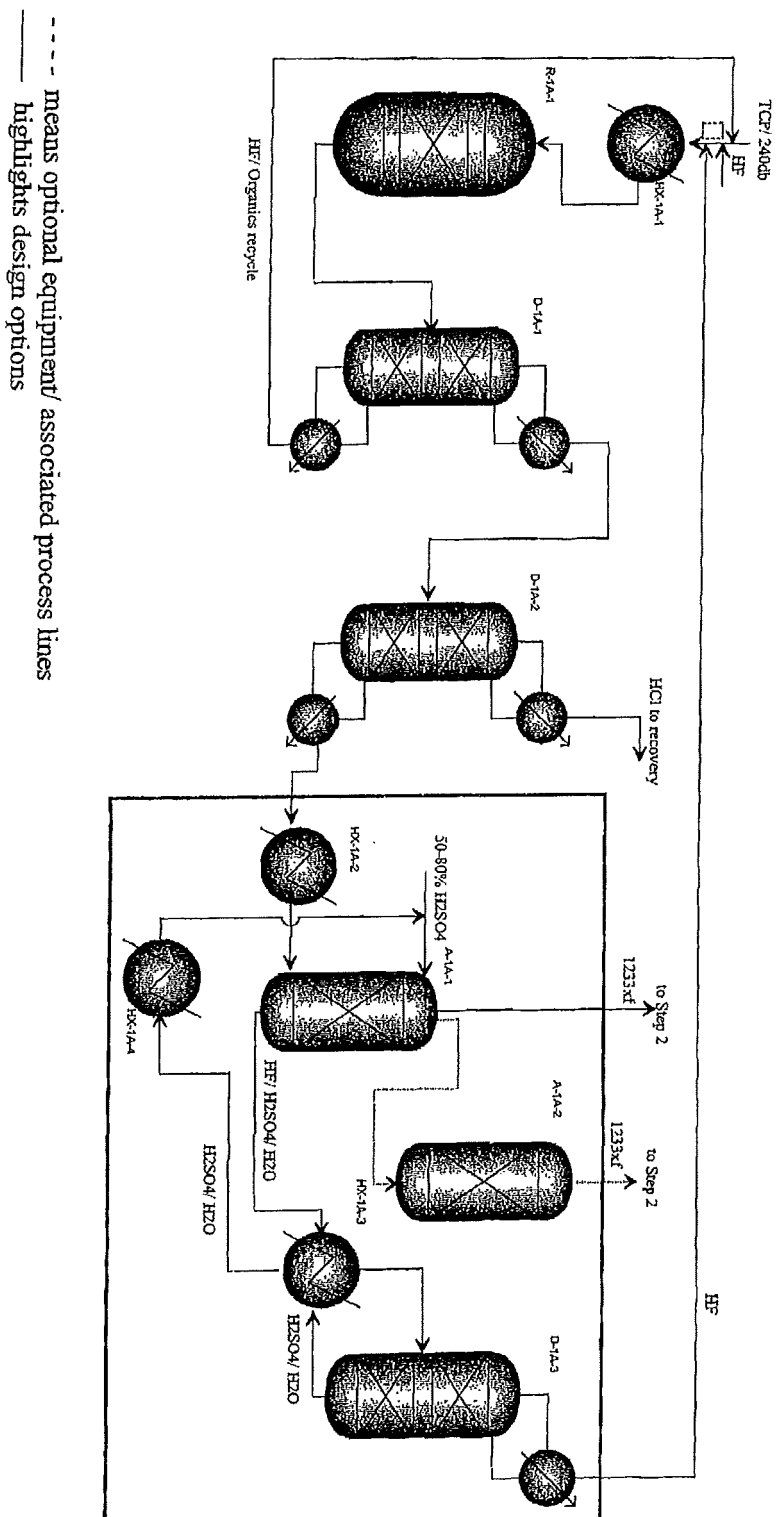 TCP/ 240db
HF
HX-1A-1
R-1A-1
HF/ Organics recycle
D-1A-1
D-1A-2
HCl to recovery
HX-1A-2
50-80% H2SO4
A-1A-1
HX-1A-4
1233xf
to Step 2
HF/ H2SO4/ H2O
A-1A-2
1233xf
to Step 2
HX-1A-3
H2SO4/ H2O
H2SO4/ H2O
D-1A-3
HF
---- means optional equipment/ associated process lines
highlights design options